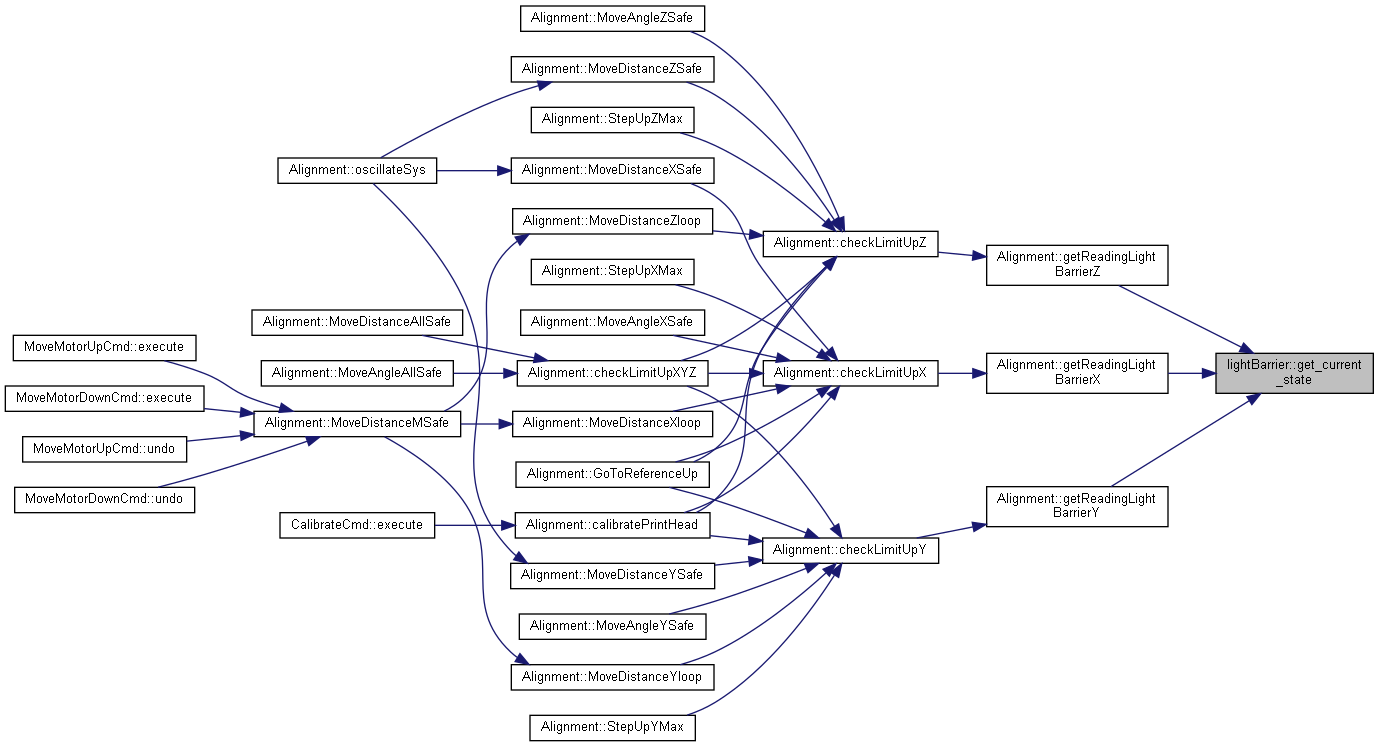 Alignment::MoveAngleZSafe
Alignment::MoveDistanceZSafe
Alignment::StepUpZMax
Alignment::oscillateSys
Alignment::MoveDistanceXSafe
Alignment::MoveDistanceZloop
Alignment::checkLimitUpZ
Alignment::getReadingLight
BarrierZ
Alignment::StepUpXMax
Alignment::MoveDistanceAllSafe
Alignment::MoveAngleXSafe
MoveMotorUpCmd::execute
Alignment::MoveAngleAllSafe
Alignment::checkLimitUpXYZ
Alignment::checkLimitUpX
Alignment::getReadingLight
BarrierX
lightBarrier::get_current
_state
MoveMotorDownCmd::execute
Alignment::MoveDistanceMSafe
Alignment::MoveDistanceXloop
MoveMotorUpCmd::undo
Alignment::GoToReferenceUp
MoveMotorDownCmd::undo
CalibrateCmd::execute
Alignment::calibratePrintHead
Alignment::getReadingLight
BarrierY
Alignment::checkLimitUpY
Alignment::MoveDistanceYSafe
Alignment::MoveAngleYSafe
Alignment::MoveDistanceYloop
Alignment::StepUpYMax